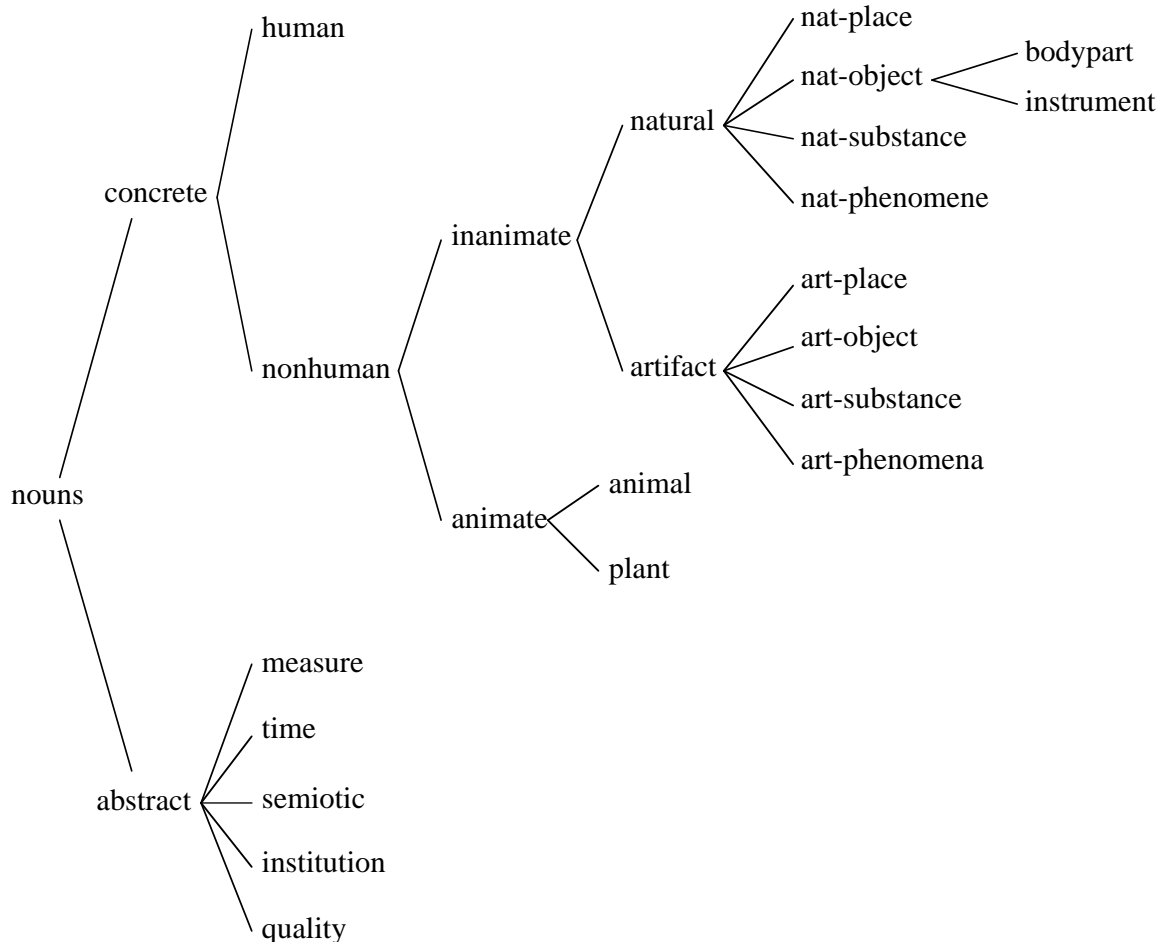 nat-place
human
bodypart
nat-object
instrument
natural
nat-substance
concrete
nat-phenomene
inanimate
art-place
art-object
nonhuman
artifact
art-substance
art-phenomena
animal
nouns
animate
plant
measure
time
abstract
semiotic
institution
quality